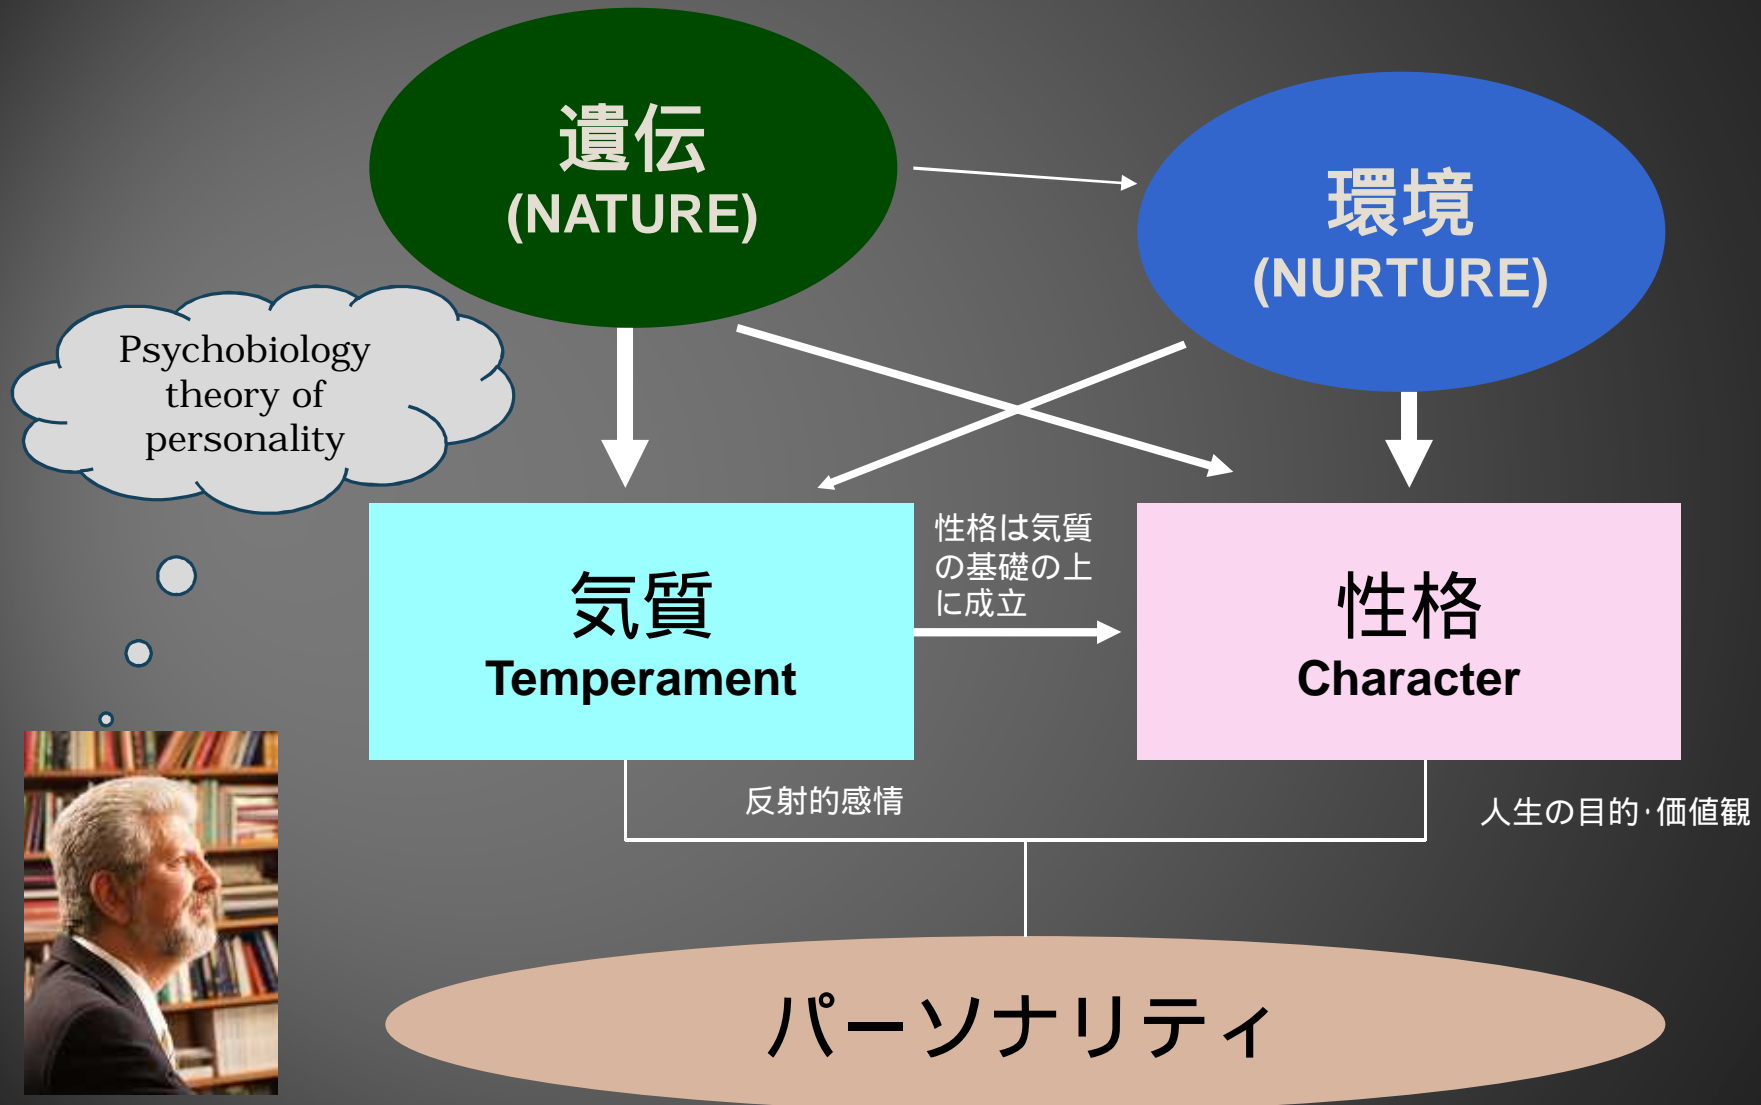 遺伝
(NATURE)
環境
(NURTURE)
Psychobiology
theory of
personality
気質
Temperament
性格は気質
の基礎の上
に成立
性格
Character
反射的感情
人生の目的·価値観
パーソナリティ